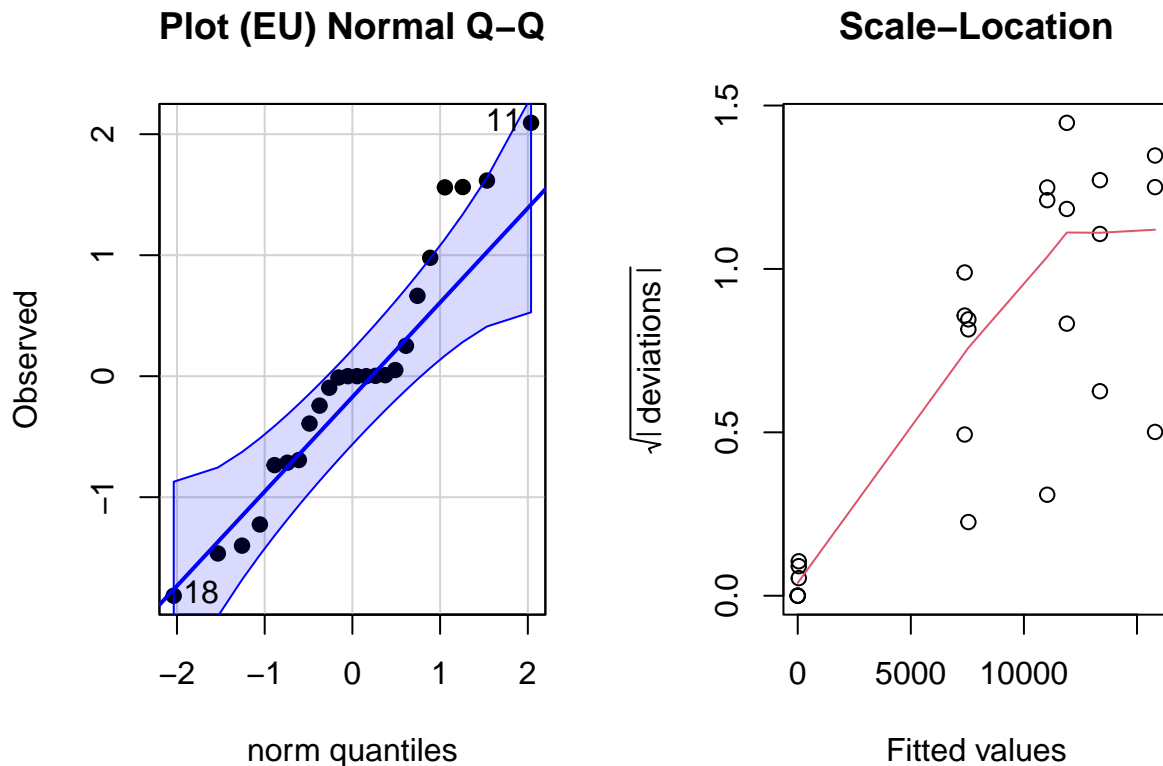 Plot (EU) Normal Q−Q
Observed
2
1
0
−1
11
18
−2 −1 0 1 2
norm quantiles
Scale−Location
√| deviations |
1.5
1.0
0.5
0.0
0 5000 10000
Fitted values